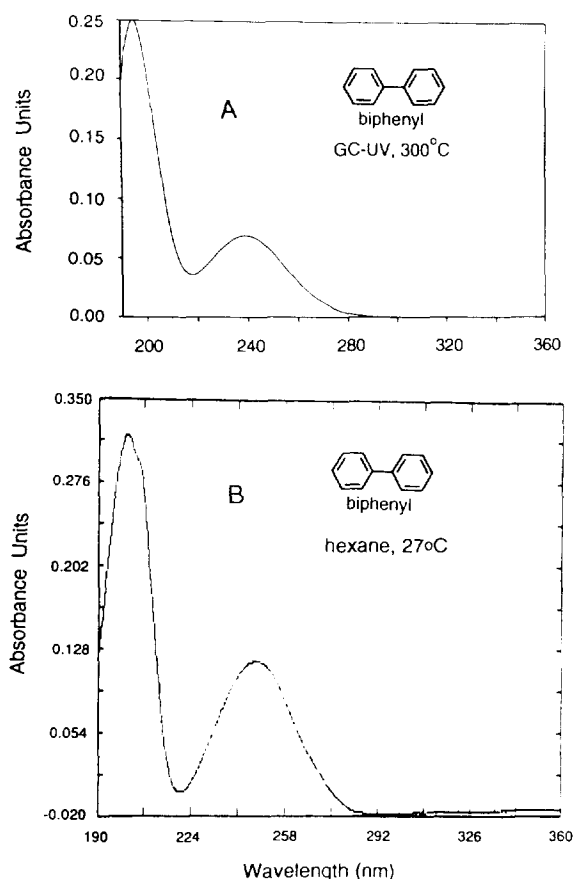 0.25
0.20
0.15
0.10
0.05
0.00
Absorbance Units
A
biphenyl
GC-UV, 300°C
200 240 280 320 360
0.350
0.276
0.202
0.128
0.054
-0.020
Absorbance Units
B
biphenyl
hexane, 27oC
190 224 258 292 326 360
Wavelength (nm)